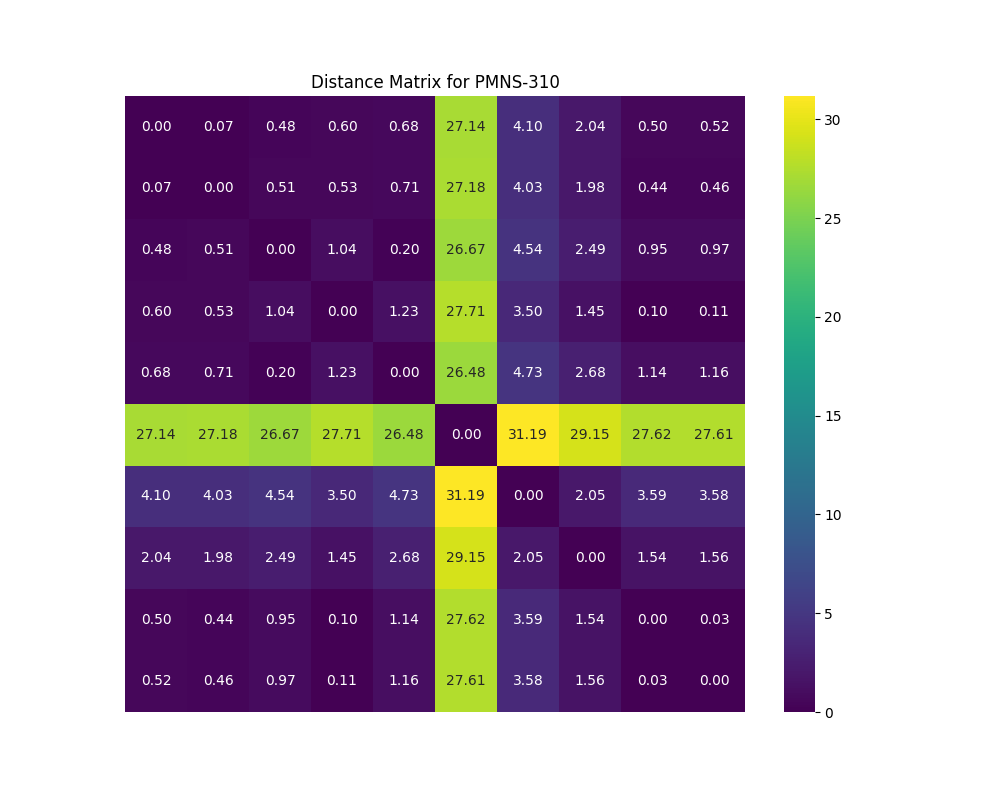 Distance Matrix for PMNS-310
0.00 0.07 0.48 0.60 0.68 27.14 4.10 2.04 0.50 0.52
0.07 0.00 0.51 0.53 0.71 27.18 4.03 1.98 0.44 0.46
0.48 0.51 0.00 1.04 0.20 26.67 4.54 2.49 0.95 0.97
0.60 0.53 1.04 0.00 1.23 27.71 3.50 1.45 0.10 0.11
0.68 0.71 0.20 1.23 0.00 26.48 4.73 2.68 1.14 1.16
27.14 27.18 26.67 27.71 26.48 0.00 31.19 29.15 27.62 27.61
4.10 4.03 4.54 3.50 4.73 31.19 0.00 2.05 3.59 3.58
2.04 1.98 2.49 1.45 2.68 29.15 2.05 0.00 1.54 1.56
0.50 0.44 0.95 0.10 1.14 27.62 3.59 1.54 0.00 0.03
0.52 0.46 0.97 0.11 1.16 27.61 3.58 1.56 0.03 0.00
30
25
20
15
10
5
0